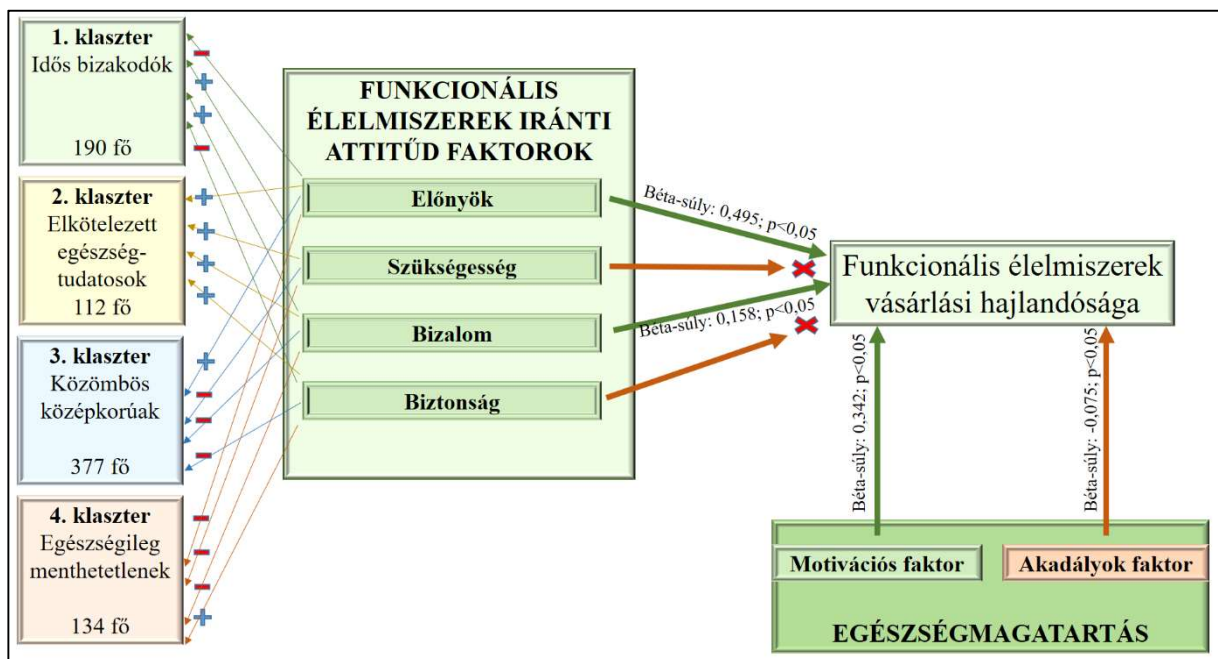 1. klaszter
Idős bizakodók
190 fő
2. klaszter
Elkötelezett
egészség-
tudatosok
112 fő
3. klaszter
Közömbös
középkorúak
377 fő
4. klaszter
Egészségileg
menthetetlenek
134 fő
FUNKCIONÁLIS
ÉLELMISZEREK IRÁNTI
ATTITŰD FAKTOROK
Előnyök
Szükségesség
Bizalom
Biztonság
Béta-súly: 0,495; p<0,05
Béta-súly: 0,158; p<0,05
Funkcionális élelmiszerek
vásárlási hajlandósága
Béta-súly: 0,342; p<0,05
Béta-súly: -0,075; p<0,05
Motivációs faktor
Akadályok faktor
EGÉSZSÉGMAGATARTÁS